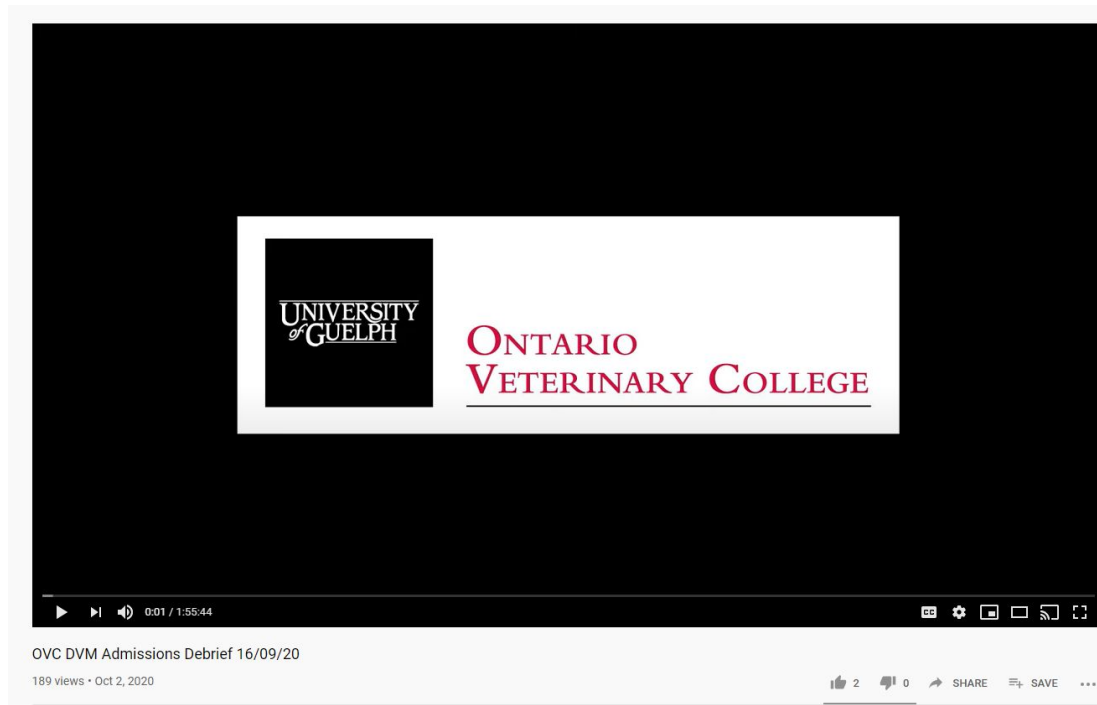 UNIVERSITY
of GUELPH
ONTARIO
VETERINARY COLLEGE
0:01 / 1:55:44
CC
OVC DVM Admissions Debrief 16/09/20
189 views • Oct 2, 2020
2
0
SHARE
SAVE